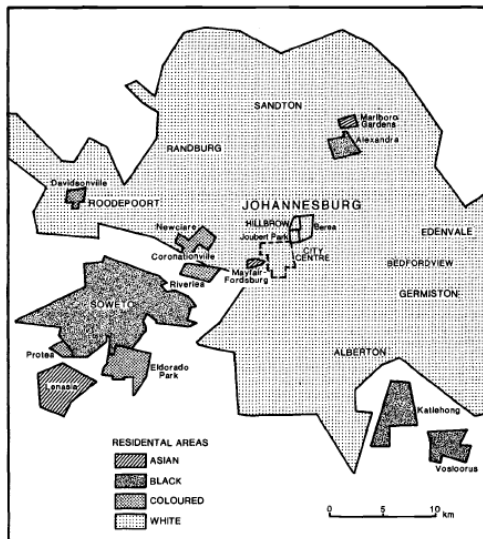 SANDTON
Marlboro
Gardens
Alexandra
RANDBURG
Davidsonville
ROODEPOORT
JOHANNESBURG
HILLBROW
Berea
Joubert Park
Newclare
Coronationville
CITY
CENTRE
EDENVALE
BEDFORDVIEW
Mayfair-
Fordsburg
Riverlea
GERMISTON
SOWETO
ALBERTON
Protea
Eldorado
Park
Lenasia
Katlehong
Vosloorus
RESIDENTAL AREAS
ASIAN
BLACK
COLOURED
WHITE
0 5 10
km